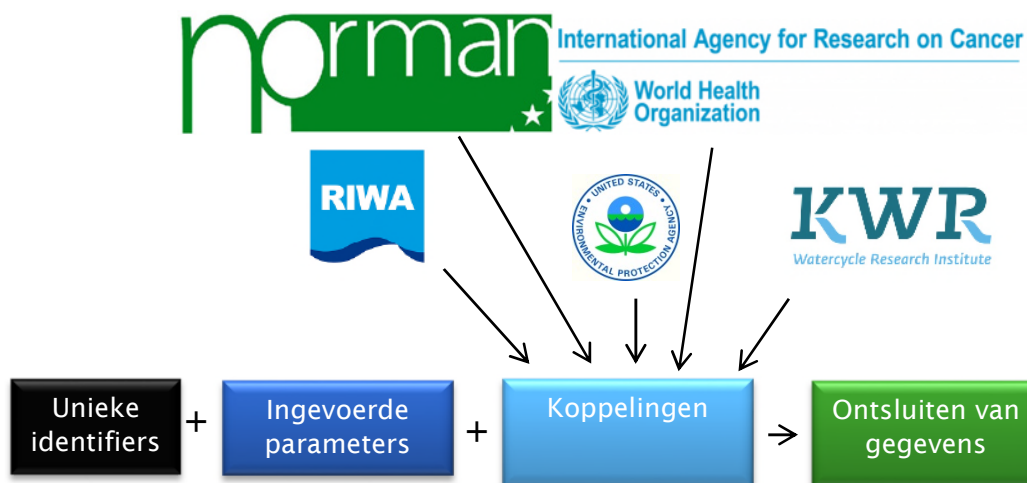 norman
International Agency for Research on Cancer
World Health
Organization
RIWA
UNITED STATES • ENVIRONMENTAL PROTECTION AGENCY •
KWR
Watercycle Research Institute
Unieke
identifiers
+
Ingevoerde
parameters
+
Koppelingen
Ontsluiten van
gegevens